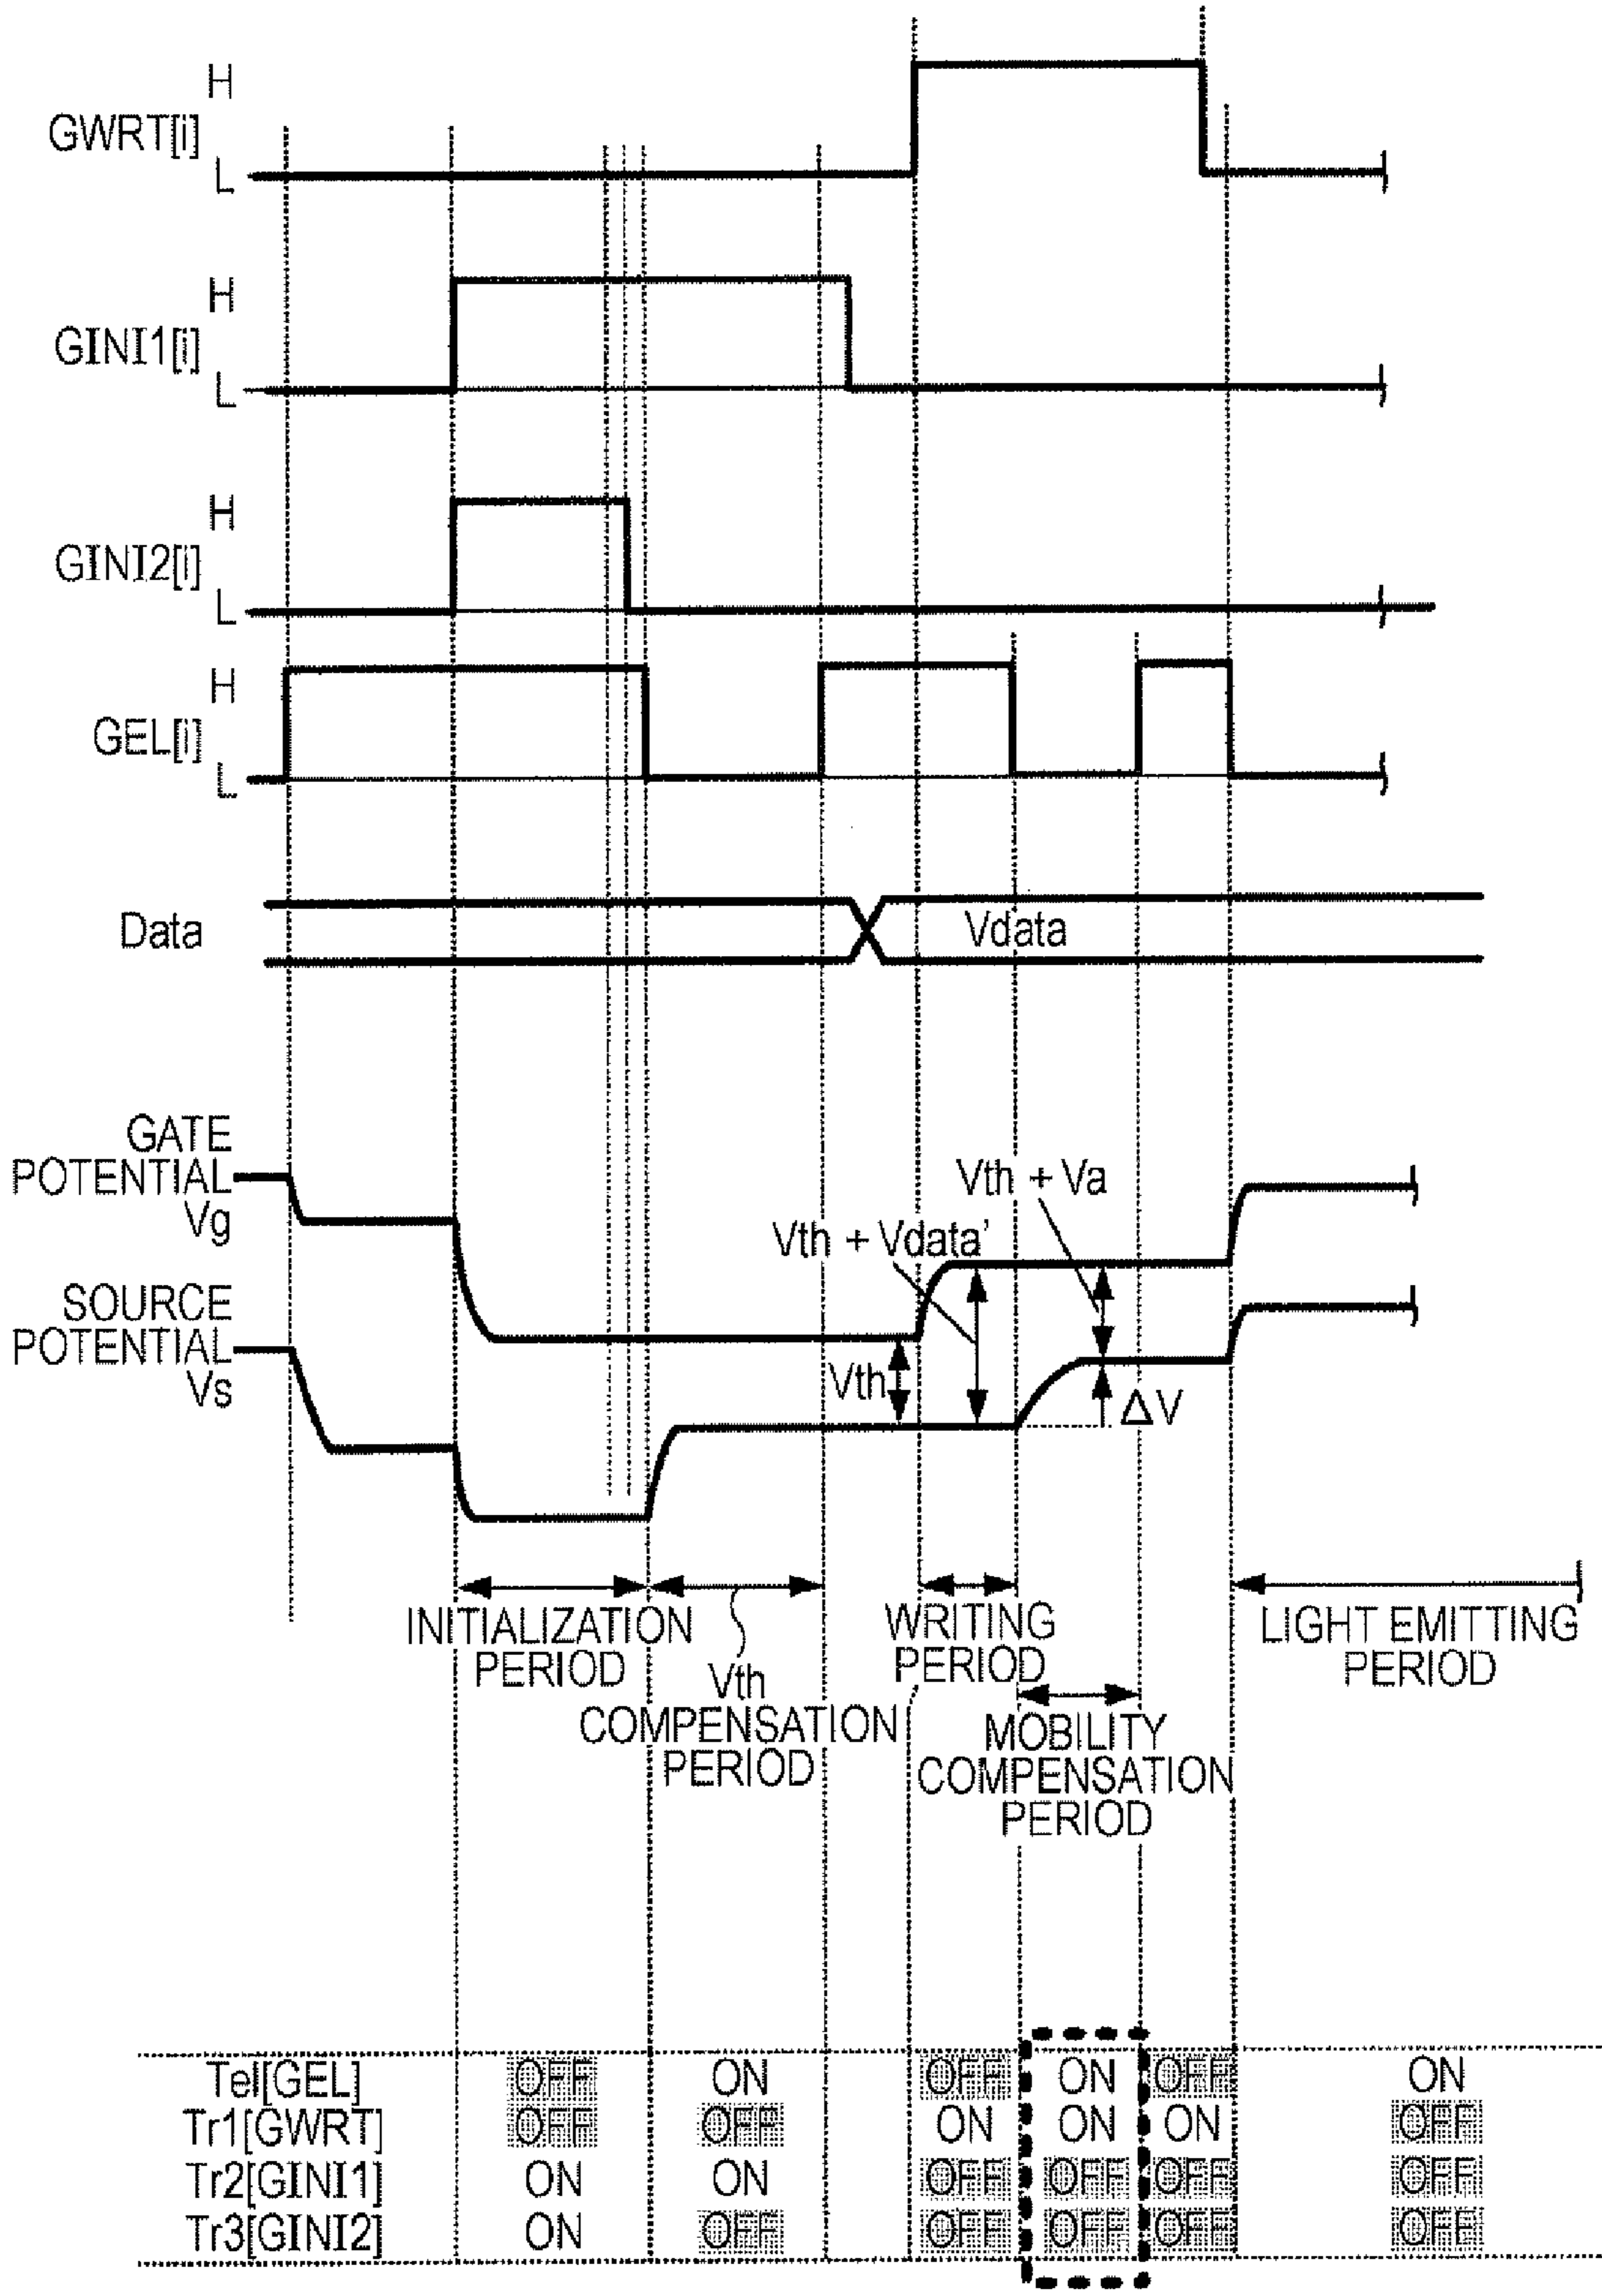 H
GWRT[i]
L
H
GINI1[i]
L
H
GINI2[i]
L
H
GEL[i]
L
Data
Vdata
GATE
POTENTIAL
Vg
Vth + Va
Vth + Vdata'
SOURCE
POTENTIAL
Vs
Vth
ΔV
INITIALIZATION
PERIOD
Vth
COMPENSATION
PERIOD
WRITING
PERIOD
MOBILITY
COMPENSATION
PERIOD
LIGHT EMITTING
PERIOD
Tel[GEL] OFF ON OFF ON OFF ON
Tr1[GWRT] OFF OFF ON ON ON OFF
Tr2[GINI1] ON ON OFF OFF OFF OFF
Tr3[GINI2] ON OFF OFF OFF OFF OFF